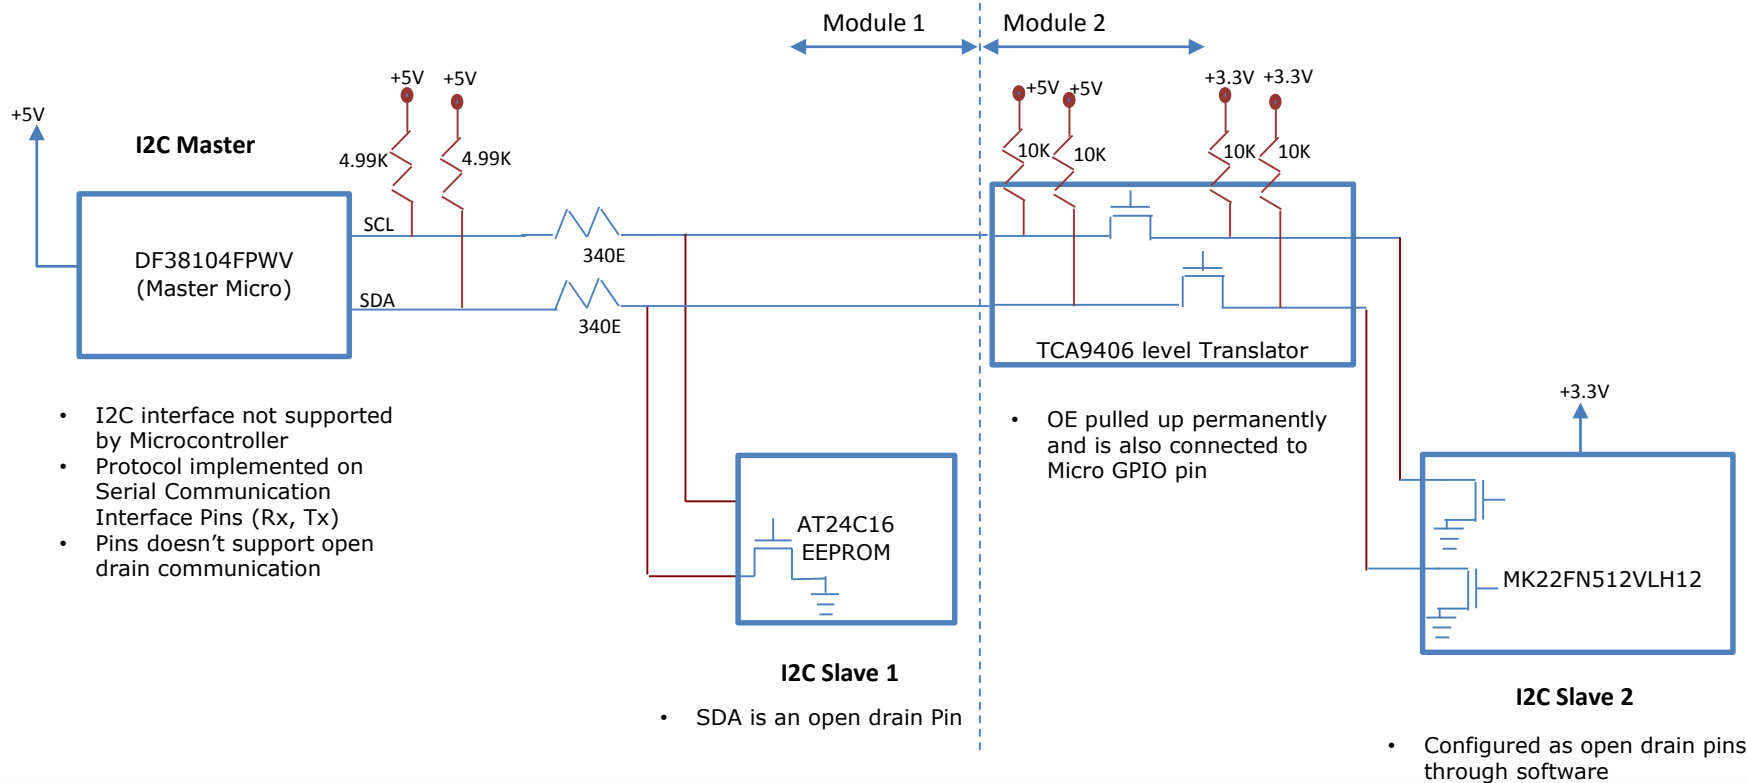 Module 1
Module 2
+5V
+5V
+5V
+5V
+5V
+3.3V
+3.3V
I2C Master
4.99K
4.99K
10K
10K
10K
10K
SCL
DF38104FPWV
(Master Micro)
340E
SDA
340E
TCA9406 level Translator
• I2C interface not supported
by Microcontroller
• Protocol implemented on
Serial Communication
Interface Pins (Rx, Tx)
• Pins doesn’t support open
drain communication
• OE pulled up permanently
and is also connected to
Micro GPIO pin
+3.3V
AT24C16
EEPROM
MK22FN512VLH12
I2C Slave 1
• SDA is an open drain Pin
I2C Slave 2
• Configured as open drain pins
through software